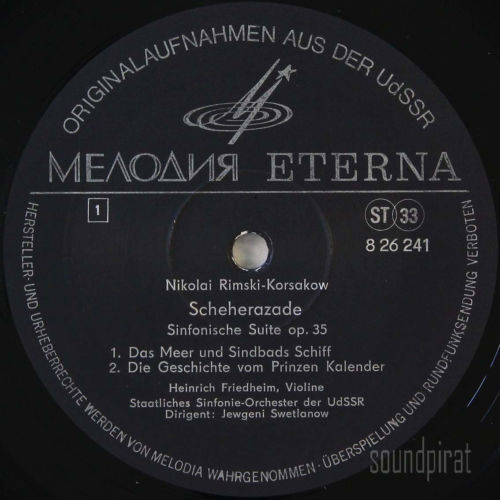 ORIGINALAUFNAHMEN AUS DER UdSSR
МЕЛОДИЯ ETERNA
1
ST 33
8 26 241
Nikolai Rimski-Korsakow
Scheherazade
Sinfonische Suite op. 35
1. Das Meer und Sindbads Schiff
2. Die Geschichte vom Prinzen Kalender
Heinrich Friedheim, Violine
Staatliches Sinfonie-Orchester der UdSSR
Dirigent: Jewgeni Swetlanow
HERSTELLER- UND URHEBERRECHTE WERDEN VON MELODIA WAHRGENOMMEN · ÜBERSPIELUNG UND RUNDFUNKSENDUNG VERBOTEN
soundpirat